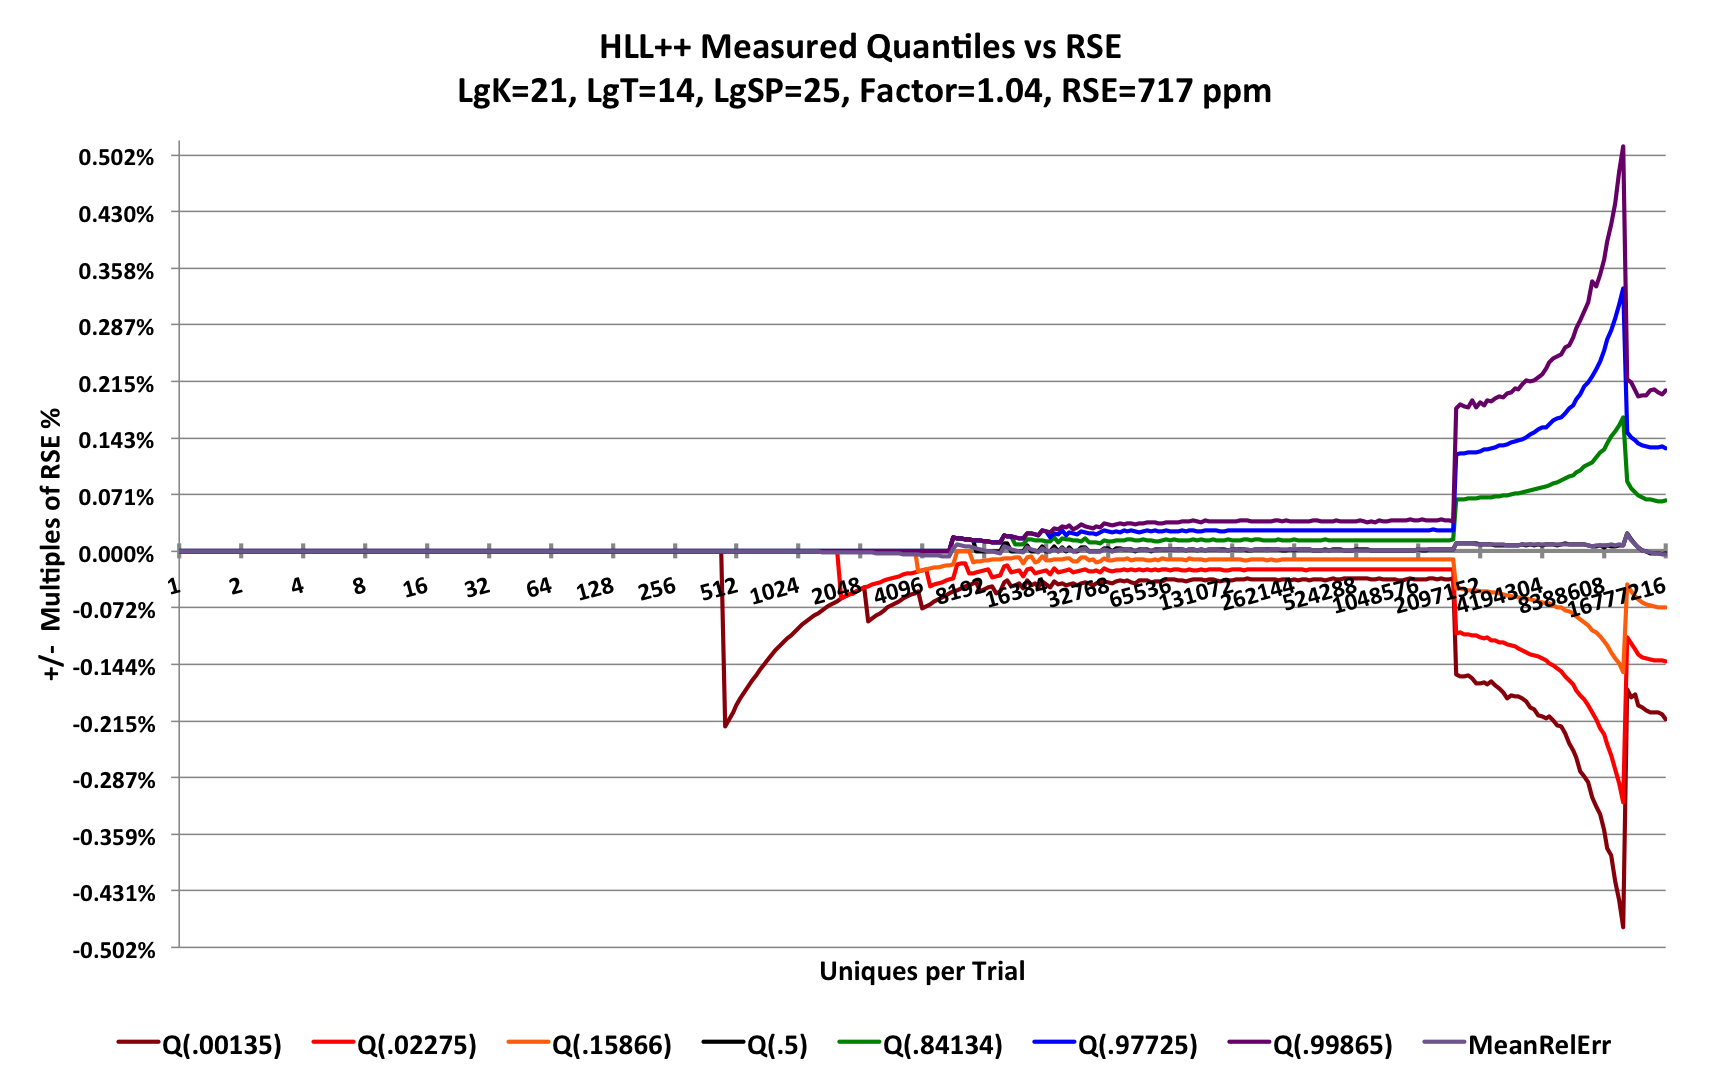 HLL++ Measured Quantiles vs RSE
LgK=21, LgT=14, LgSP=25, Factor=1.04, RSE=717 ppm
+/- Multiples of RSE %
0.502%
0.430%
0.358%
0.287%
0.215%
0.143%
0.071%
0.000%
-0.072%
-0.144%
-0.215%
-0.287%
-0.359%
-0.431%
-0.502%
1 2 4 8 16 32 64 128 256 512 1024 2048 4096 8192 16384 32768 65536 131072 262144 524288 1048576 2097152 4194304 8388608 16777216
Uniques per Trial
Q(.00135) Q(.02275) Q(.15866) Q(.5) Q(.84134) Q(.97725) Q(.99865) MeanRelErr